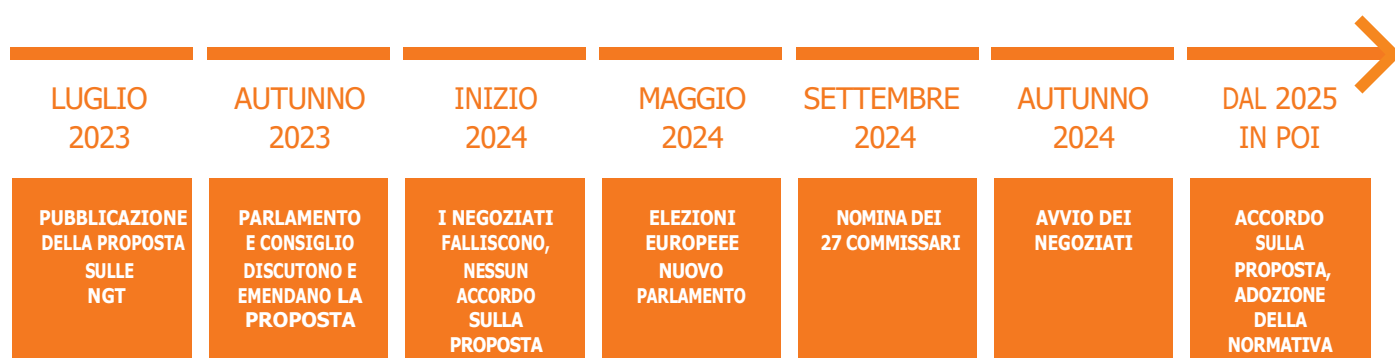 LUGLIO
2023
AUTUNNO
2023
INIZIO
2024
MAGGIO
2024
SETTEMBRE
2024
AUTUNNO
2024
DAL 2025
IN POI
PUBBLICAZIONE
DELLA PROPOSTA
SULLE
NGT
PARLAMENTO
E CONSIGLIO
DISCUTONO E
EMENDANO LA
PROPOSTA
I NEGOZIATI
FALLISCONO,
NESSUN
ACCORDO
SULLA
PROPOSTA
ELEZIONI
EUROPEEE
NUOVO
PARLAMENTO
NOMINA DEI
27 COMMISSARI
AVVIO DEI
NEGOZIATI
ACCORDO
SULLA
PROPOSTA,
ADOZIONE
DELLA
NORMATIVA